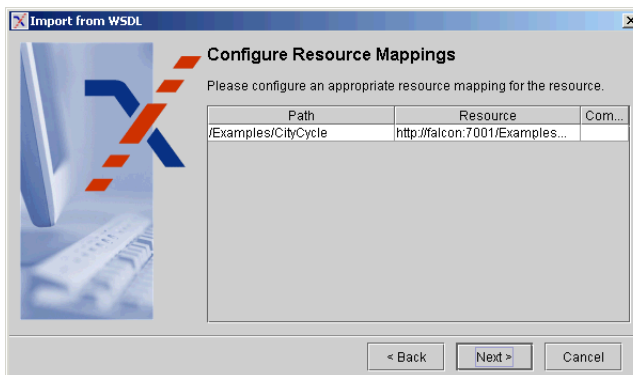 Import from WSDL
Configure Resource Mappings
Please configure an appropriate resource mapping for the resource.
Path Resource Com...
/Examples/CityCycle http://falcon:7001/Examples...
< Back Next > Cancel